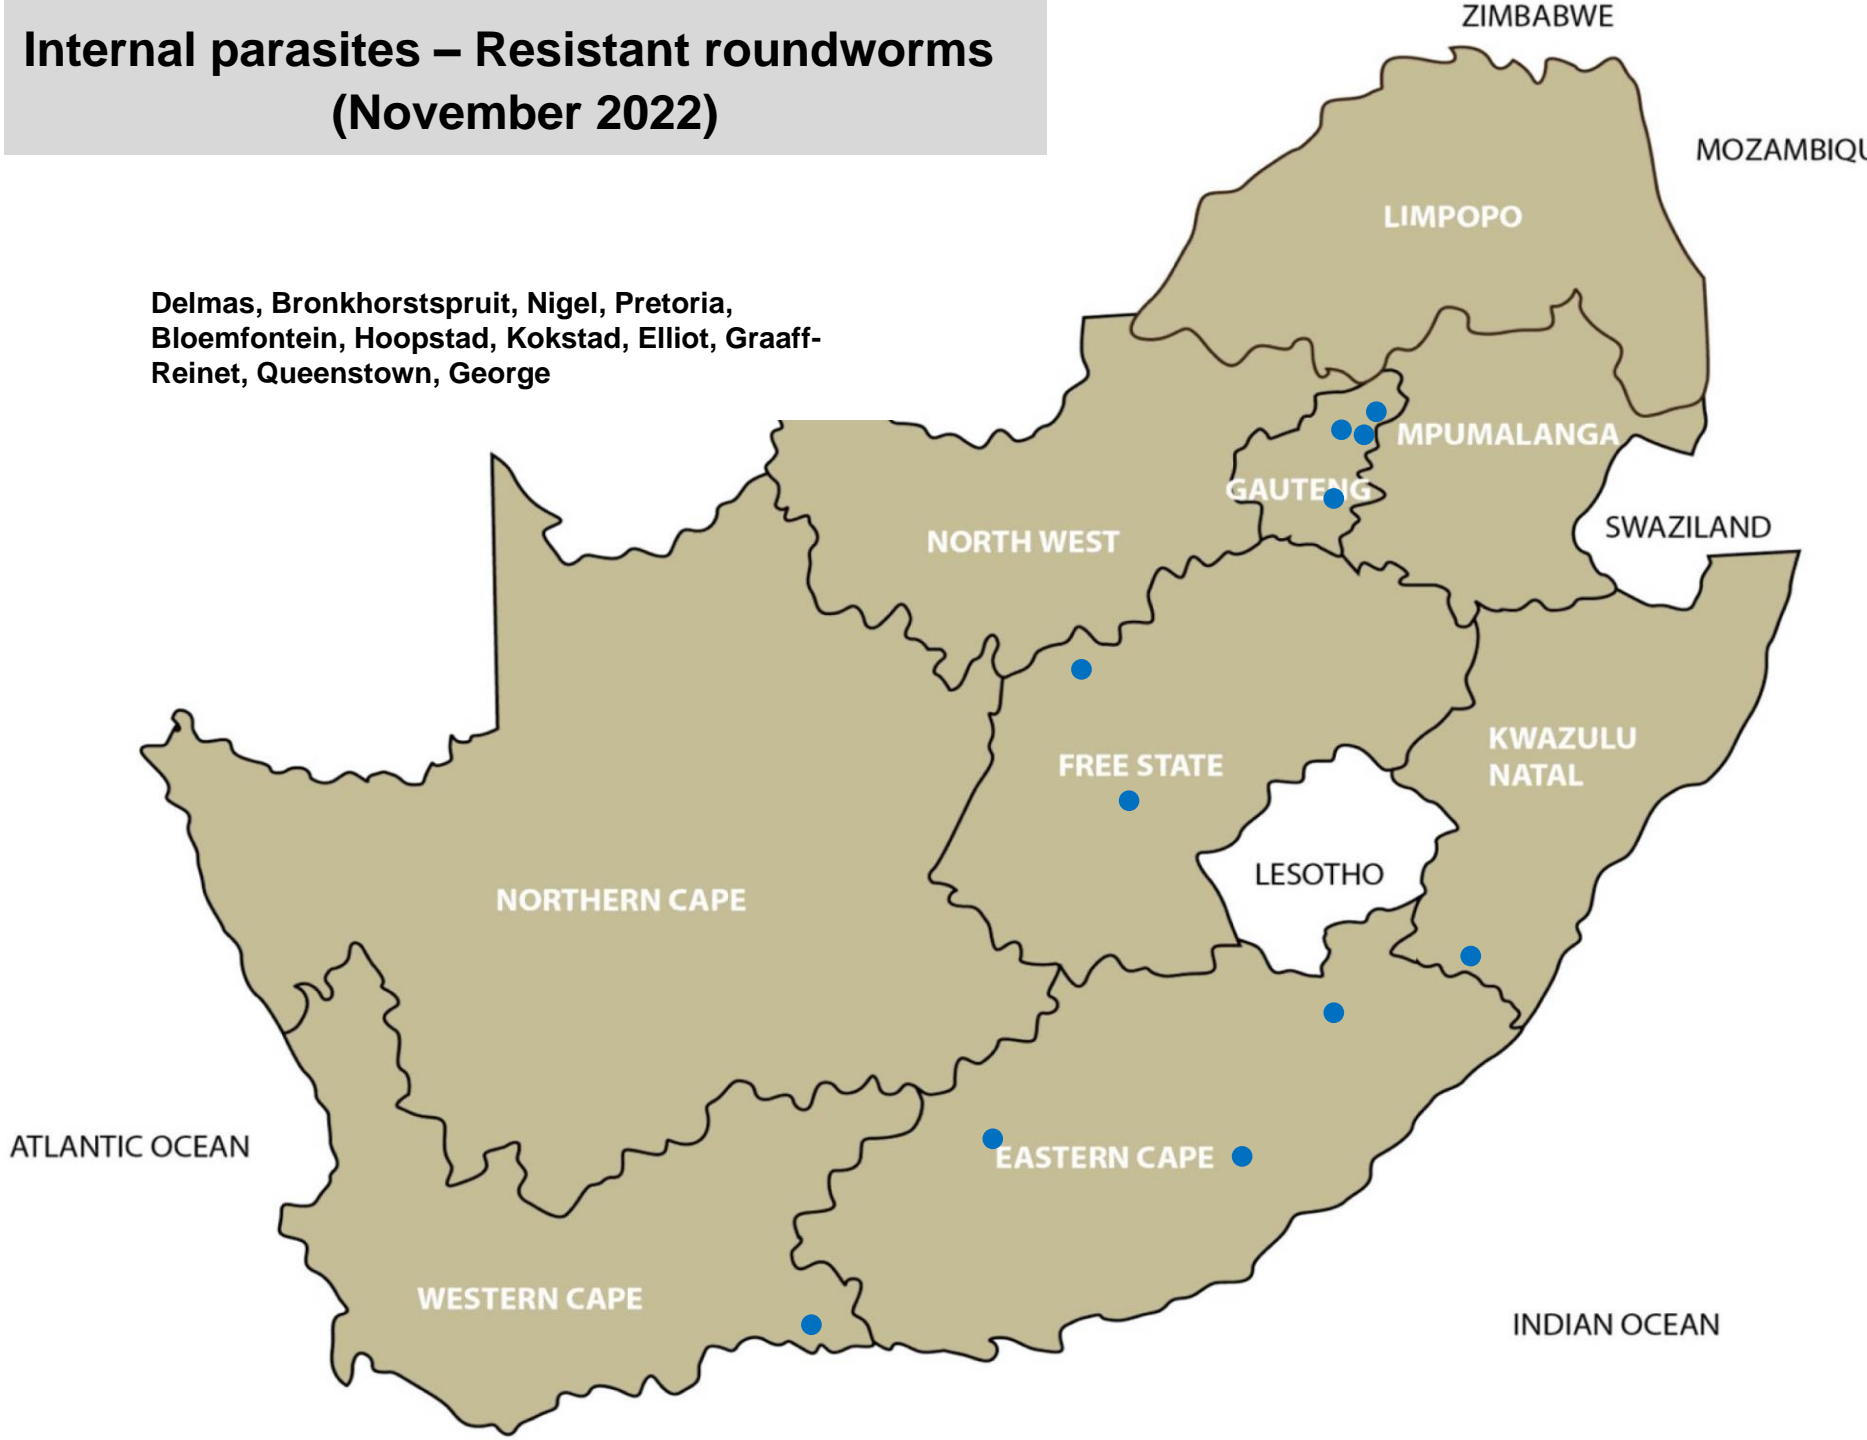 Internal parasites – Resistant roundworms
(November 2022)
ZIMBABWE
MOZAMBIQU
LIMPOPO
Delmas, Bronkhorstspruit, Nigel, Pretoria,
Bloemfontein, Hoopstad, Kokstad, Elliot, Graaff-
Reinet, Queenstown, George
MPUMALANGA
GAUTENG
SWAZILAND
NORTH WEST
KWAZULU
NATAL
FREE STATE
LESOTHO
NORTHERN CAPE
ATLANTIC OCEAN
EASTERN CAPE
WESTERN CAPE
INDIAN OCEAN